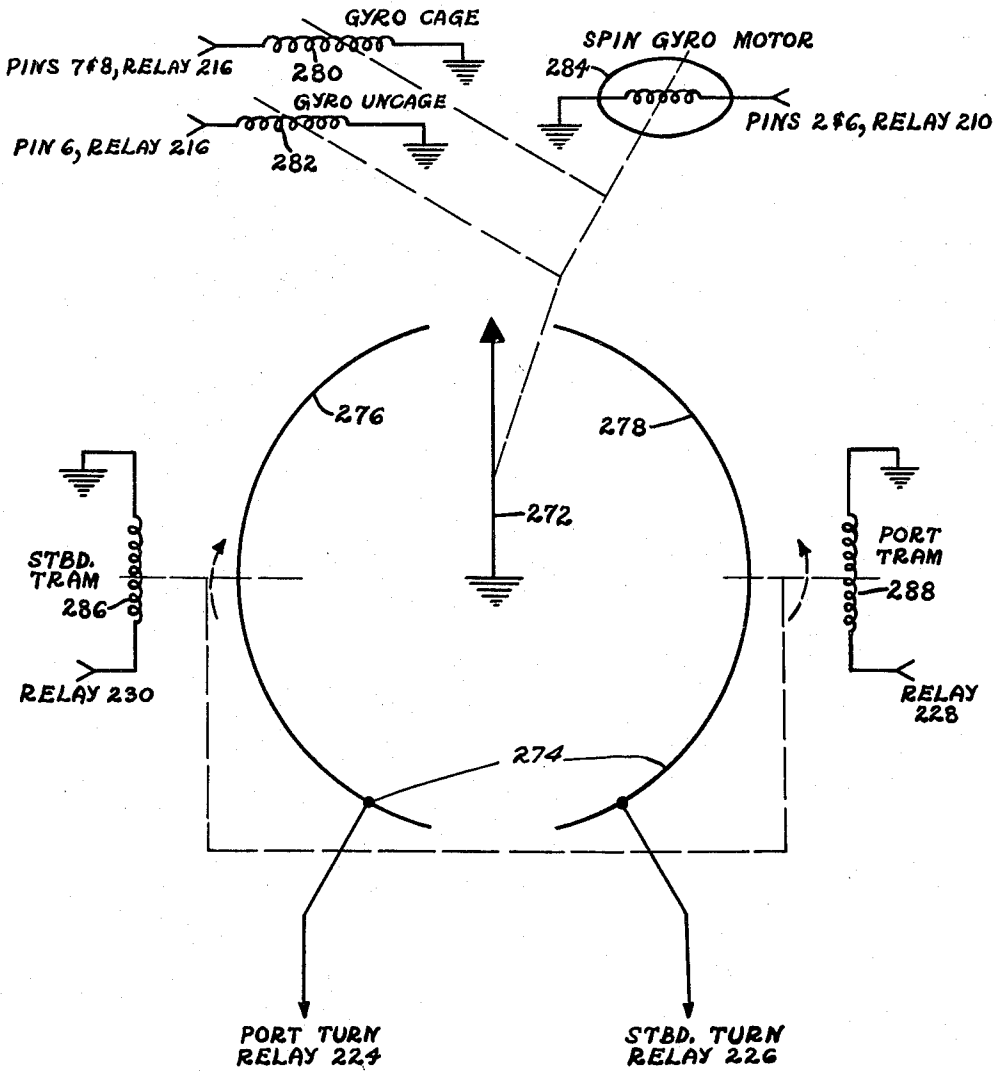 GYRO CAGE
PINS 7&8, RELAY 216
280
GYRO UNCAGE
PIN 6, RELAY 216
282
SPIN GYRO MOTOR
284
PINS 2&6, RELAY 210
276
278
272
STBD.
TRAM
286
RELAY 230
PORT
TRAM
288
RELAY
228
274
PORT TURN
RELAY 224
STBD. TURN
RELAY 226